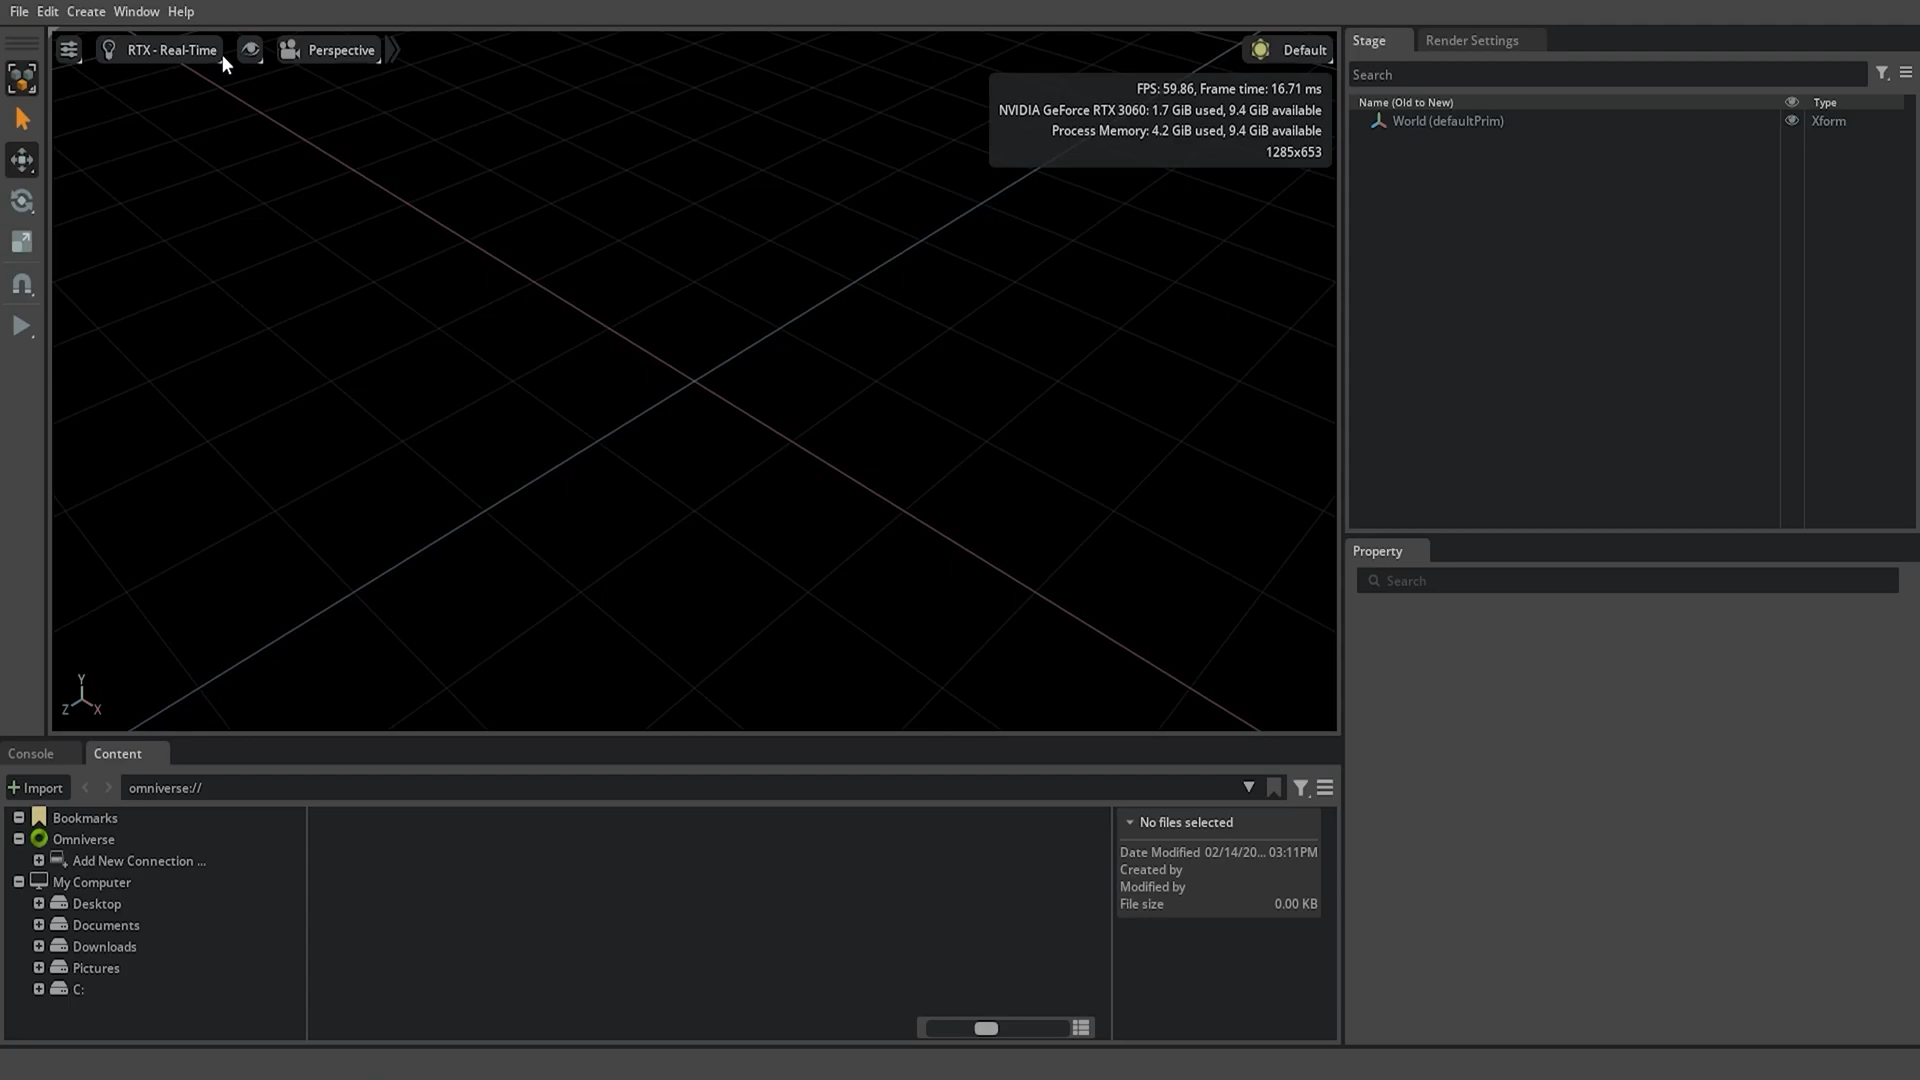 File Edit Create Window Help
RTX - Real-Time
Perspective
Default
FPS: 59.86, Frame time: 16.71 ms
NVIDIA GeForce RTX 3060: 1.7 GiB used, 9.4 GiB available
Process Memory: 4.2 GiB used, 9.4 GiB available
1285x653
Y
Z
X
Stage
Render Settings
Search
Name (Old to New)
Type
World (defaultPrim)
Xform
Property
Search
Console
Content
Import
omniverse://
Bookmarks
Omniverse
Add New Connection ...
My Computer
Desktop
Documents
Downloads
Pictures
C:
No files selected
Date Modified 02/14/20... 03:11PM
Created by
Modified by
File size 0.00 KB